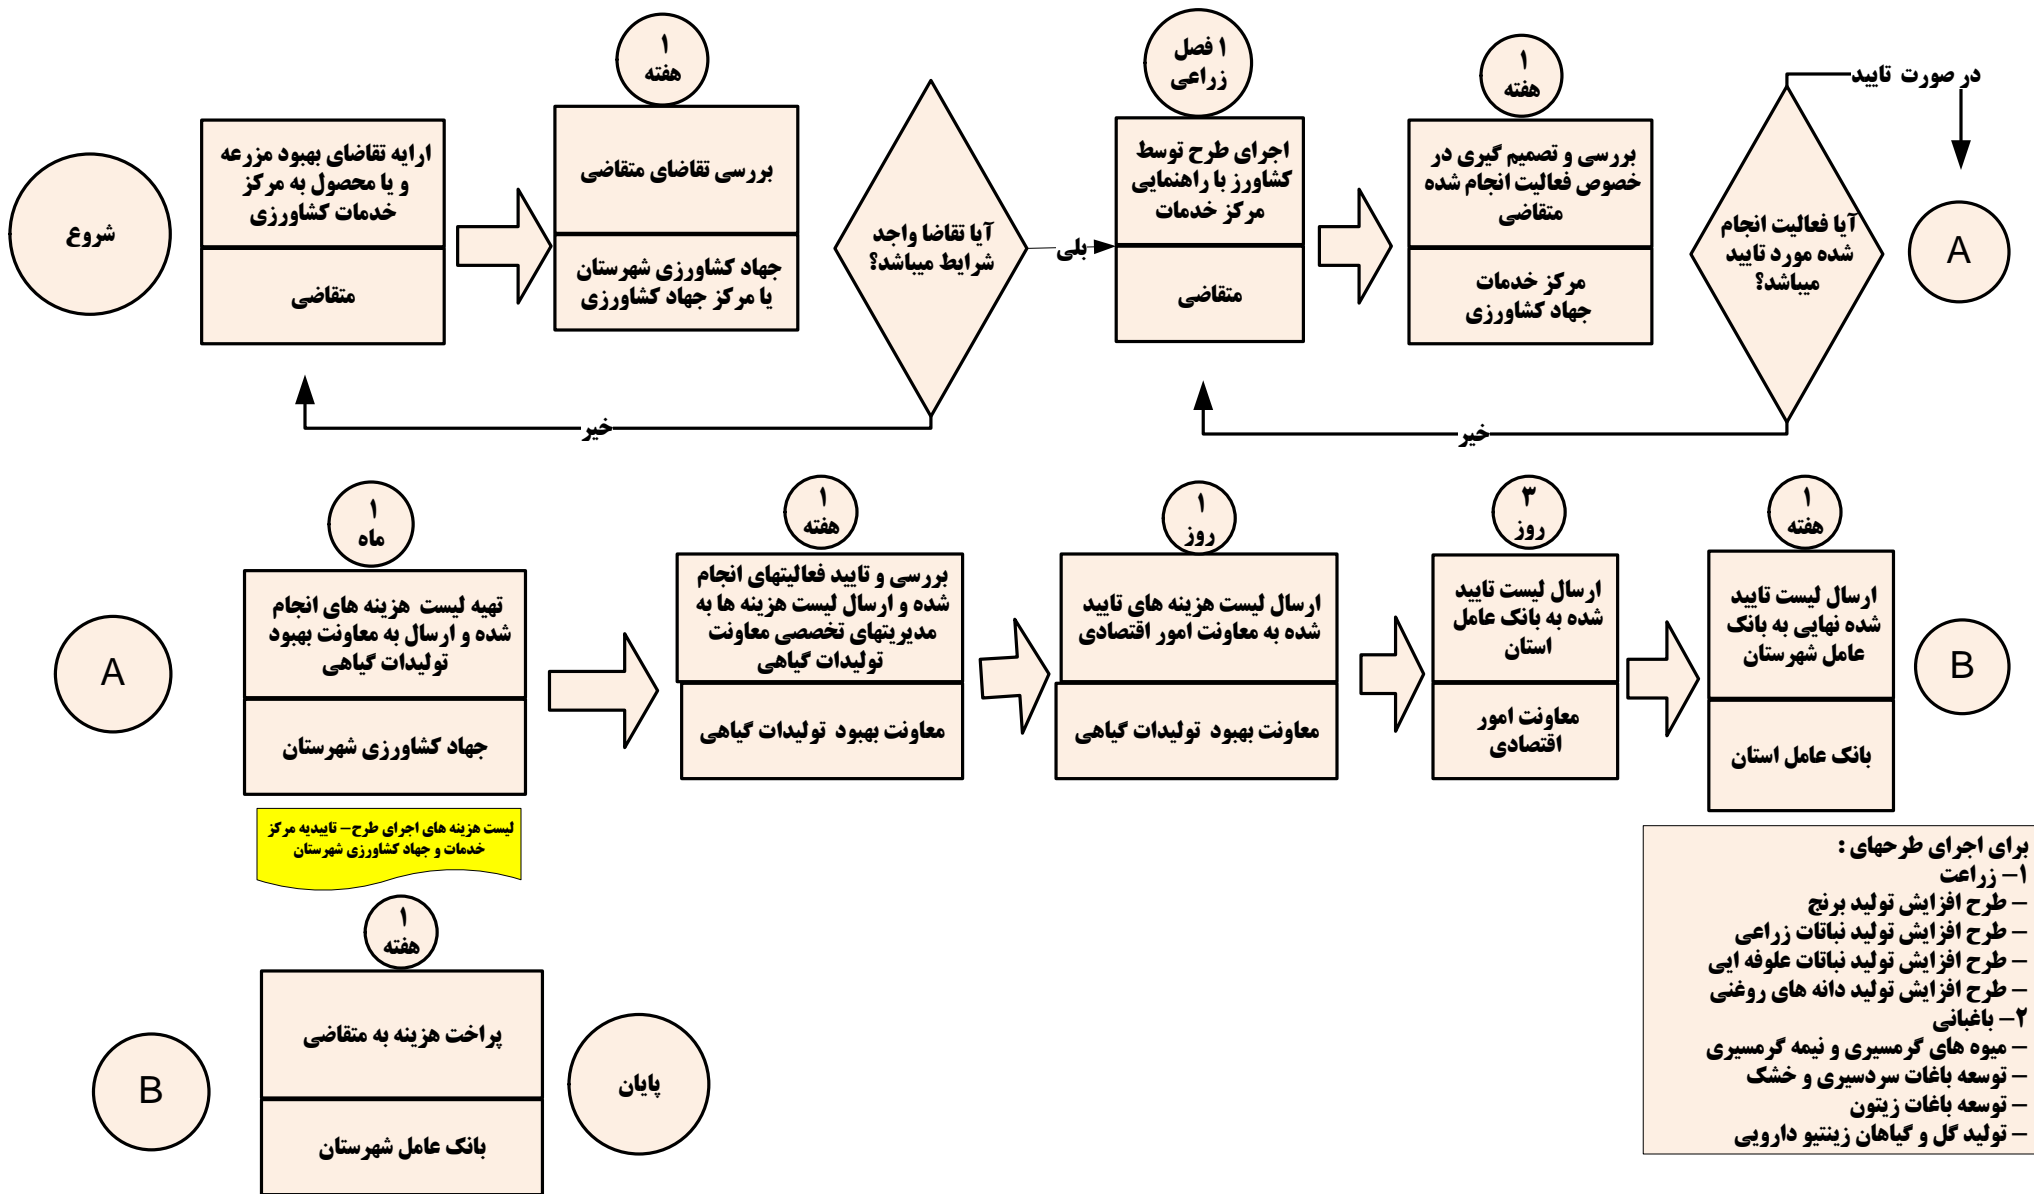 شروع
ارایه تقاضای بهبود مزرعه
و یا محصول به مرکز
خدمات کشاورزی
متقاضی
۱
هفته
بررسی تقاضای متقاضی
جهاد کشاورزی شهرستان
یا مرکز جهاد کشاورزی
آیا تقاضا واجد
شرایط میباشد؟
بلی
خیر
۱ فصل
زراعی
اجرای طرح توسط
کشاورز با راهنمایی
مرکز خدمات
متقاضی
۱
هفته
بررسی و تصمیم گیری در
خصوص فعالیت انجام شده
متقاضی
مرکز خدمات
جهاد کشاورزی
آیا فعالیت انجام
شده مورد تایید
میباشد؟
در صورت تایید
خیر
A
A
۱
ماه
تهیه لیست هزینه های انجام
شده و ارسال به معاونت بهبود
تولیدات گیاهی
جهاد کشاورزی شهرستان
لیست هزینه های اجرای طرح– تاییدیه مرکز
خدمات و جهاد کشاورزی شهرستان
۱
هفته
بررسی و تایید فعالیتهای انجام
شده و ارسال لیست هزینه ها به
مدیریتهای تخصصی معاونت
تولیدات گیاهی
معاونت بهبود تولیدات گیاهی
۱
روز
ارسال لیست هزینه های تایید
شده به معاونت امور اقتصادی
معاونت بهبود تولیدات گیاهی
۳
روز
ارسال لیست تایید
شده به بانک عامل
استان
معاونت امور
اقتصادی
۱
هفته
ارسال لیست تایید
شده نهایی به بانک
عامل شهرستان
بانک عامل استان
B
برای اجرای طرحهای :
۱– زراعت
– طرح افزایش تولید برنج
– طرح افزایش تولید نباتات زراعی
– طرح افزایش تولید نباتات علوفه ایی
– طرح افزایش تولید دانه های روغنی
۲– باغبانی
– میوه های گرمسیری و نیمه گرمسیری
– توسعه باغات سردسیری و خشک
– توسعه باغات زیتون
– تولید گل و گیاهان زینتیو دارویی
B
۱
هفته
پراخت هزینه به متقاضی
بانک عامل شهرستان
پایان